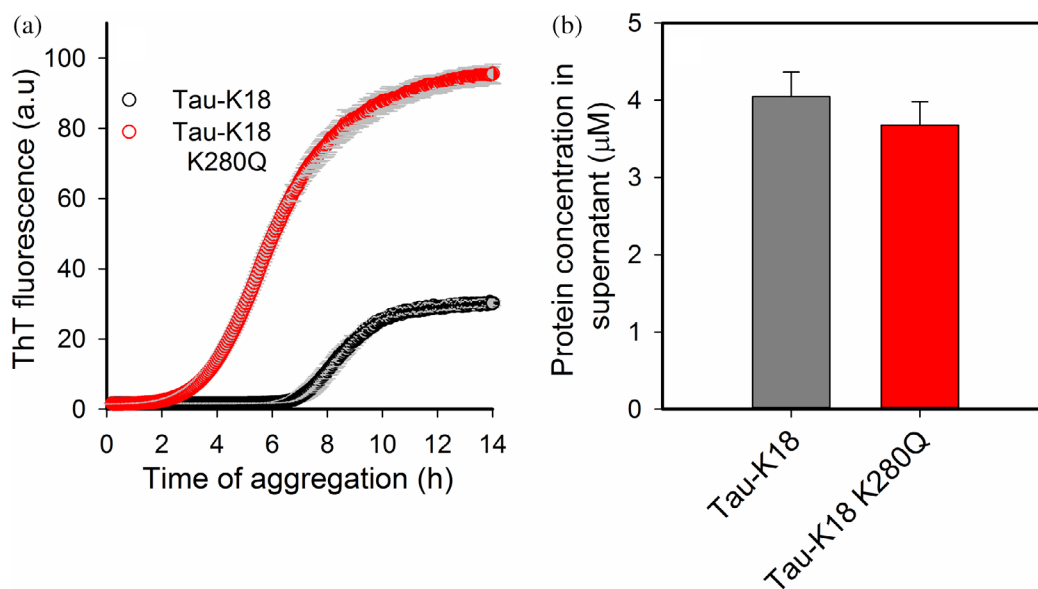 (a)
100
80
60
40
20
0
ThT fluorescence (a.u)
Tau-K18
Tau-K18
K280Q
0 2 4 6 8 10 12 14
Time of aggregation (h)
(b)
5
4
3
2
1
0
Protein concentration in
supernatant (μM)
Tau-K18
Tau-K18 K280Q